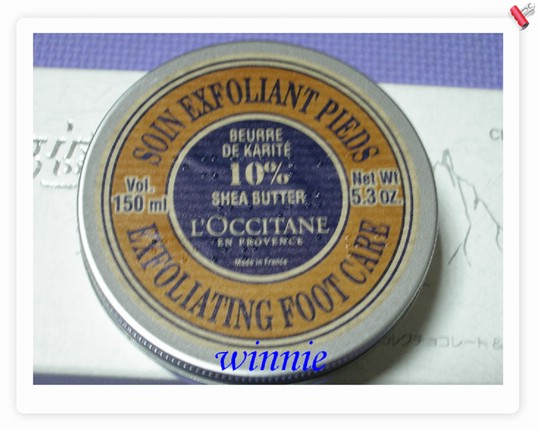 SOIN EXFOLIANT PIEDS
BEURRE
DE KARITÉ
10%
SHEA BUTTER
Vol.
150 ml
Net Wt
5.3 oz.
L'OCCITANE
EN PROVENCE
Made in France
EXFOLIATING FOOT CARE
winnie